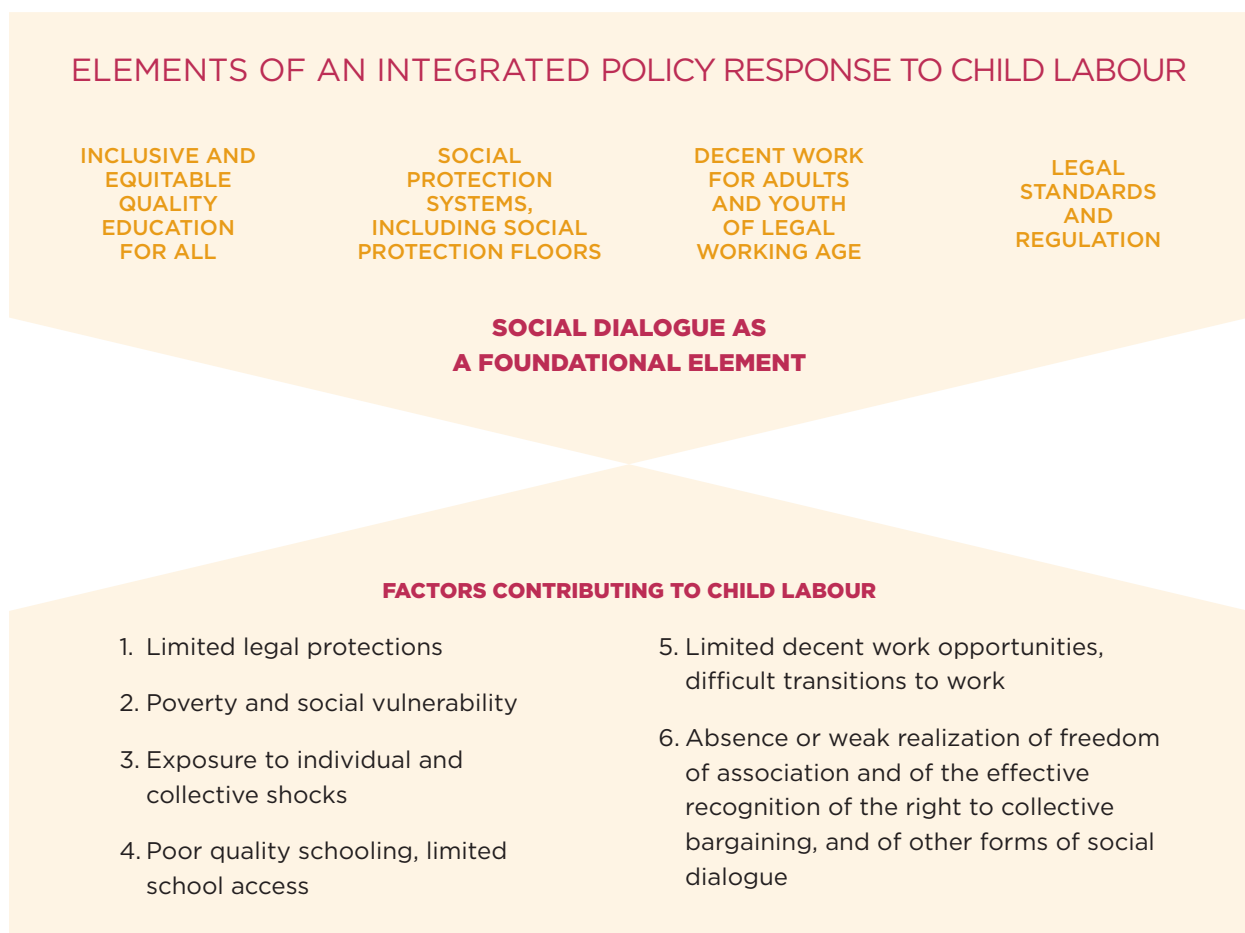 ELEMENTS OF AN INTEGRATED POLICY RESPONSE TO CHILD LABOUR
INCLUSIVE AND
EQUITABLE
QUALITY
EDUCATION
FOR ALL
SOCIAL
PROTECTION
SYSTEMS,
INCLUDING SOCIAL
PROTECTION FLOORS
DECENT WORK
FOR ADULTS
AND YOUTH
OF LEGAL
WORKING AGE
LEGAL
STANDARDS
AND
REGULATION
SOCIAL DIALOGUE AS
A FOUNDATIONAL ELEMENT
FACTORS CONTRIBUTING TO CHILD LABOUR
1. Limited legal protections
2. Poverty and social vulnerability
3. Exposure to individual and
collective shocks
4. Poor quality schooling, limited
school access
5. Limited decent work opportunities,
difficult transitions to work
6. Absence or weak realization of freedom
of association and of the effective
recognition of the right to collective
bargaining, and of other forms of social
dialogue